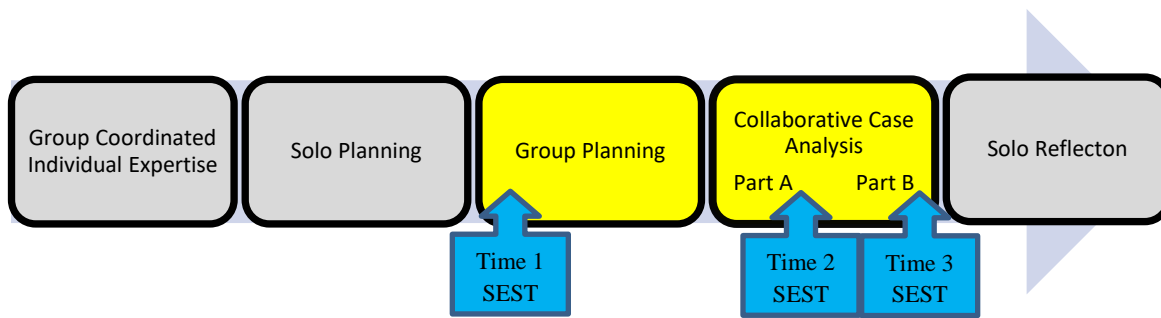 Group Coordinated
Individual Expertise
Solo Planning
Group Planning
Collaborative Case
Analysis
Part A Part B
Solo Reflecton
Time 1
SEST
Time 2
SEST
Time 3
SEST